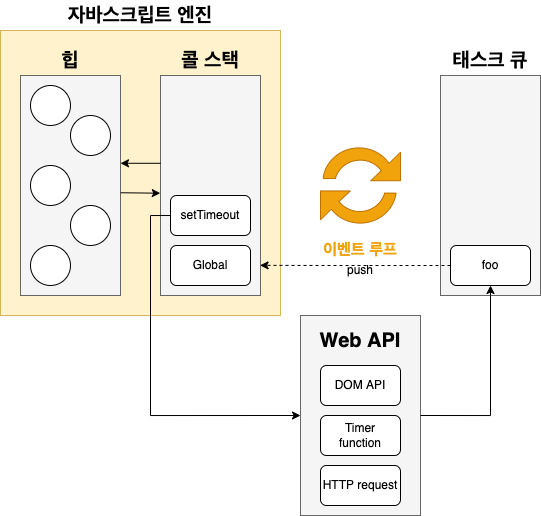 자바스크립트 엔진
힙
콜 스택
태스크 큐
setTimeout
Global
이벤트 루프
push
foo
Web API
DOM API
Timer
function
HTTP request